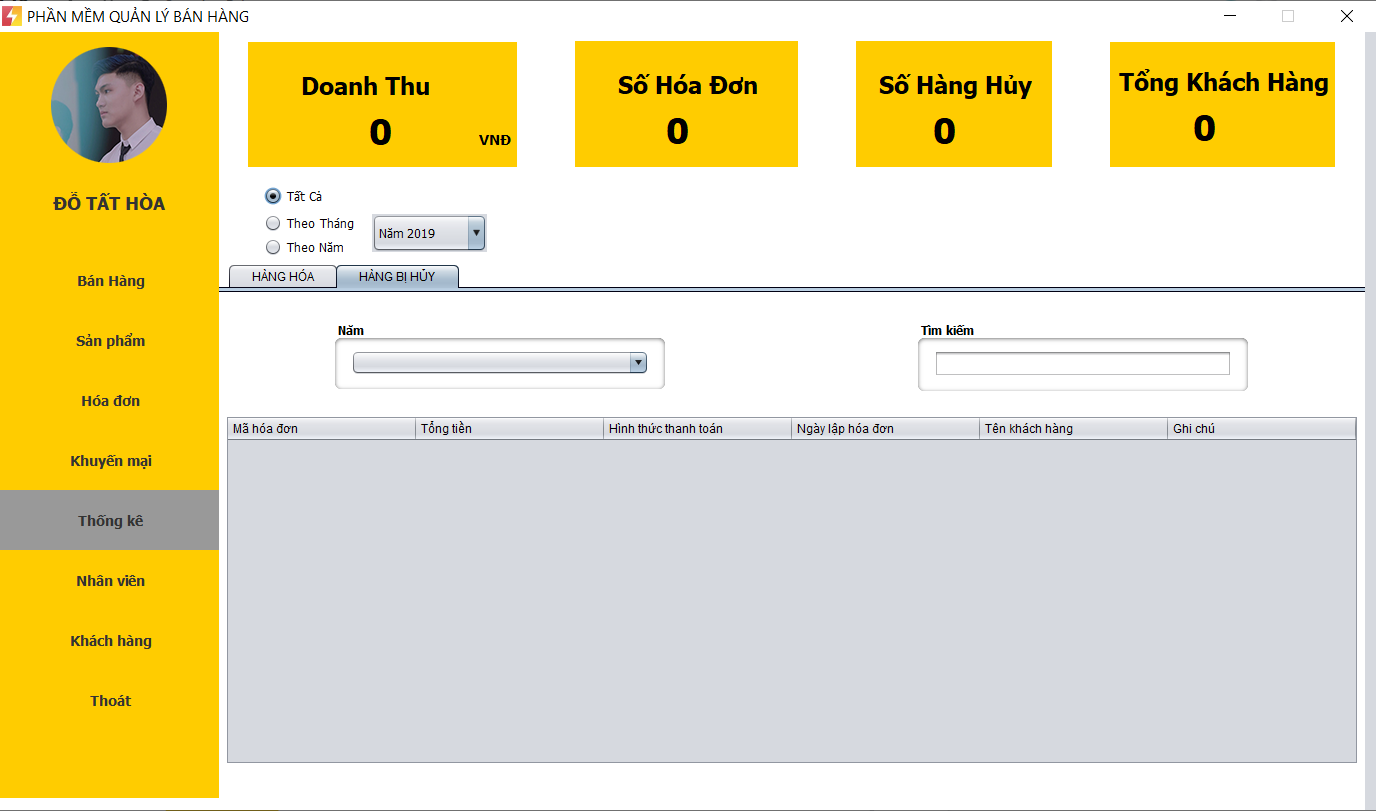 PHẦN MỀM QUẢN LÝ BÁN HÀNG
ĐỖ TẤT HÒA
Bán Hàng
Sản phẩm
Hóa đơn
Khuyến mại
Thống kê
Nhân viên
Khách hàng
Thoát
Doanh Thu
0
VNĐ
Số Hóa Đơn
0
Số Hàng Hủy
0
Tổng Khách Hàng
0
Tất Cả
Theo Tháng
Theo Năm
Năm 2019
HÀNG HÓA
HÀNG BỊ HỦY
Năm
Tìm kiếm
Mã hóa đơn
Tổng tiền
Hình thức thanh toán
Ngày lập hóa đơn
Tên khách hàng
Ghi chú